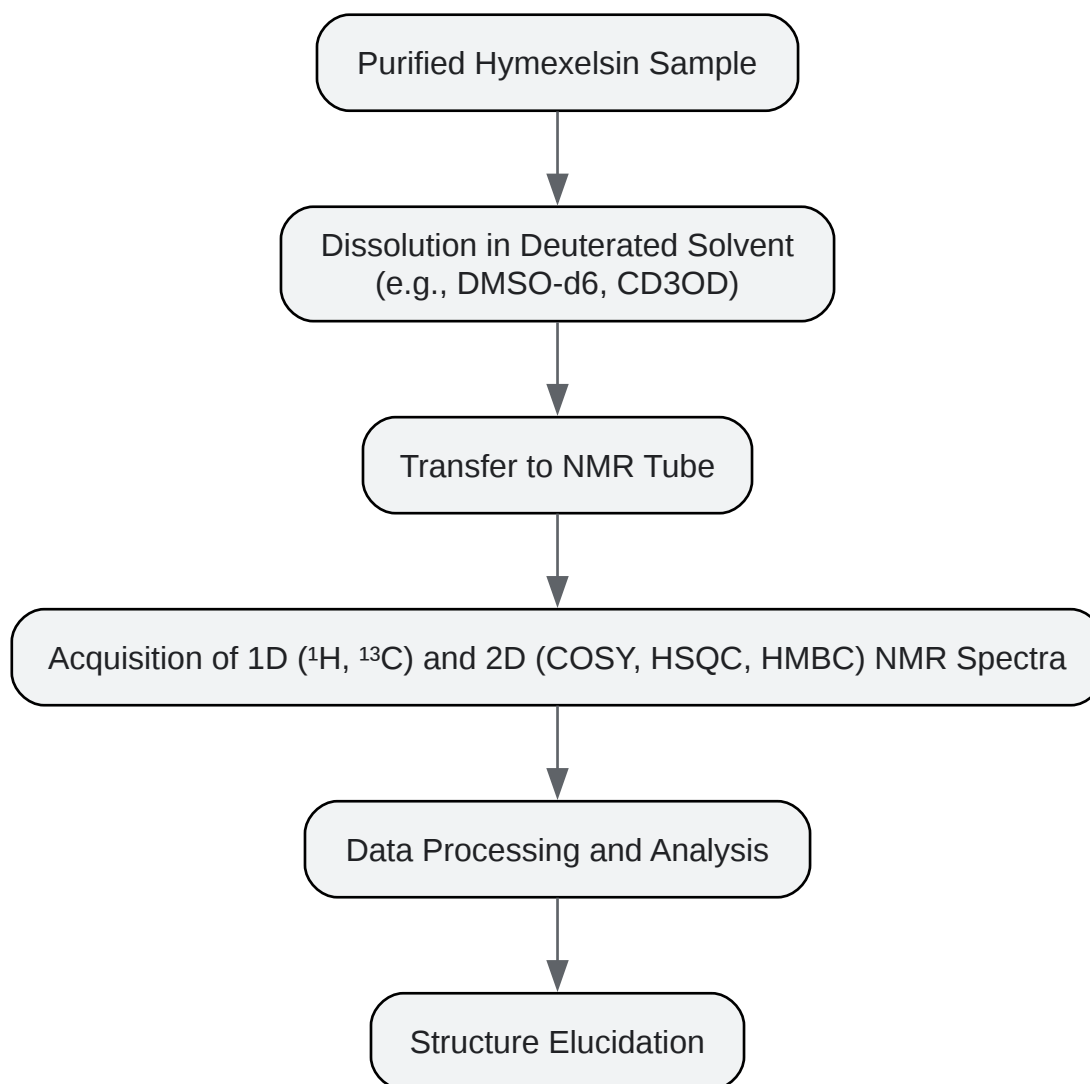 Purified Hymexelsin Sample
Dissolution in Deuterated Solvent
(e.g., DMSO-d6, CD3OD)
Transfer to NMR Tube
Acquisition of 1D (¹H, ¹³C) and 2D (COSY, HSQC, HMBC) NMR Spectra
Data Processing and Analysis
Structure Elucidation